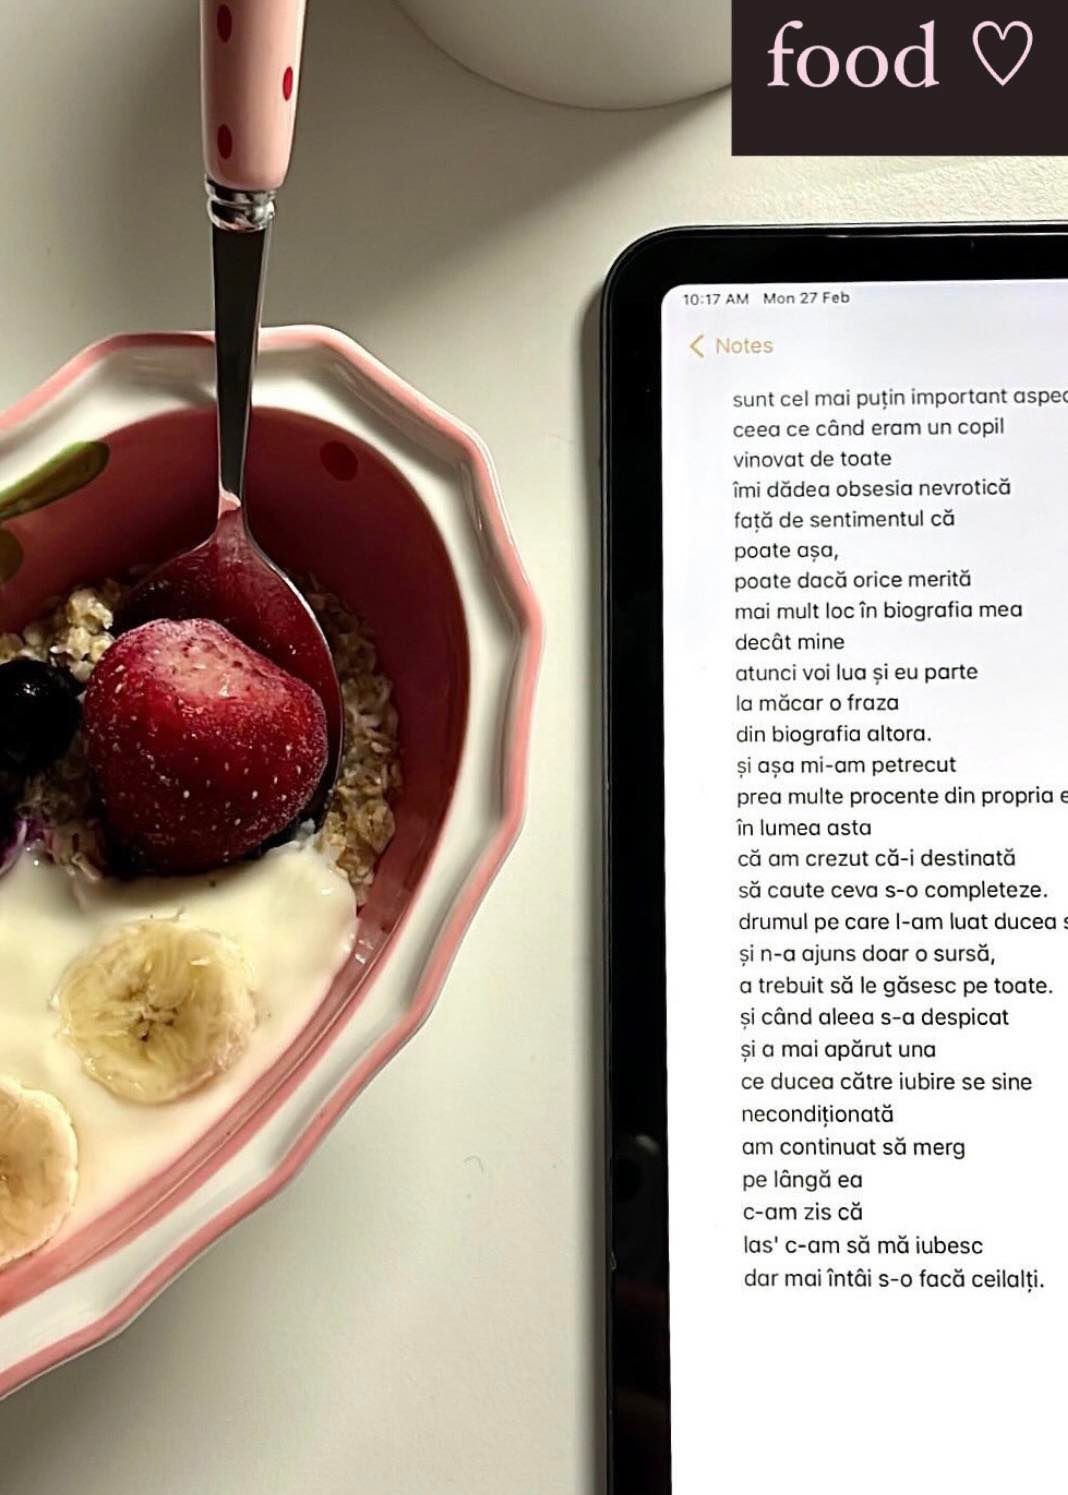 food ♡
10:17 AM Mon 27 Feb
Notes
sunt cel mai puțin important
ceea ce când eram un copil
vinovat de toate
îmi dădea obsesia nevrotică
față de sentimentul că
poate așa,
poate dacă orice merită
mai mult loc în biografia mea
decât mine
atunci voi lua și eu parte
la măcar o fraza
din biografia altora.
și așa mi-am petrecut
prea multe procente din propria
în lumea asta
că am crezut că-i destinată
să caute ceva s-o completeze.
drumul pe care l-am luat ducea
și n-a ajuns doar o sursă,
a trebuit să le găsesc pe toate.
și când aleea s-a despicat
și a mai apărut una
ce ducea către iubire se sine
necondiționată
am continuat să merg
pe lângă ea
c-am zis că
las' c-am să mă iubesc
dar mai întâi s-o facă ceilalți.